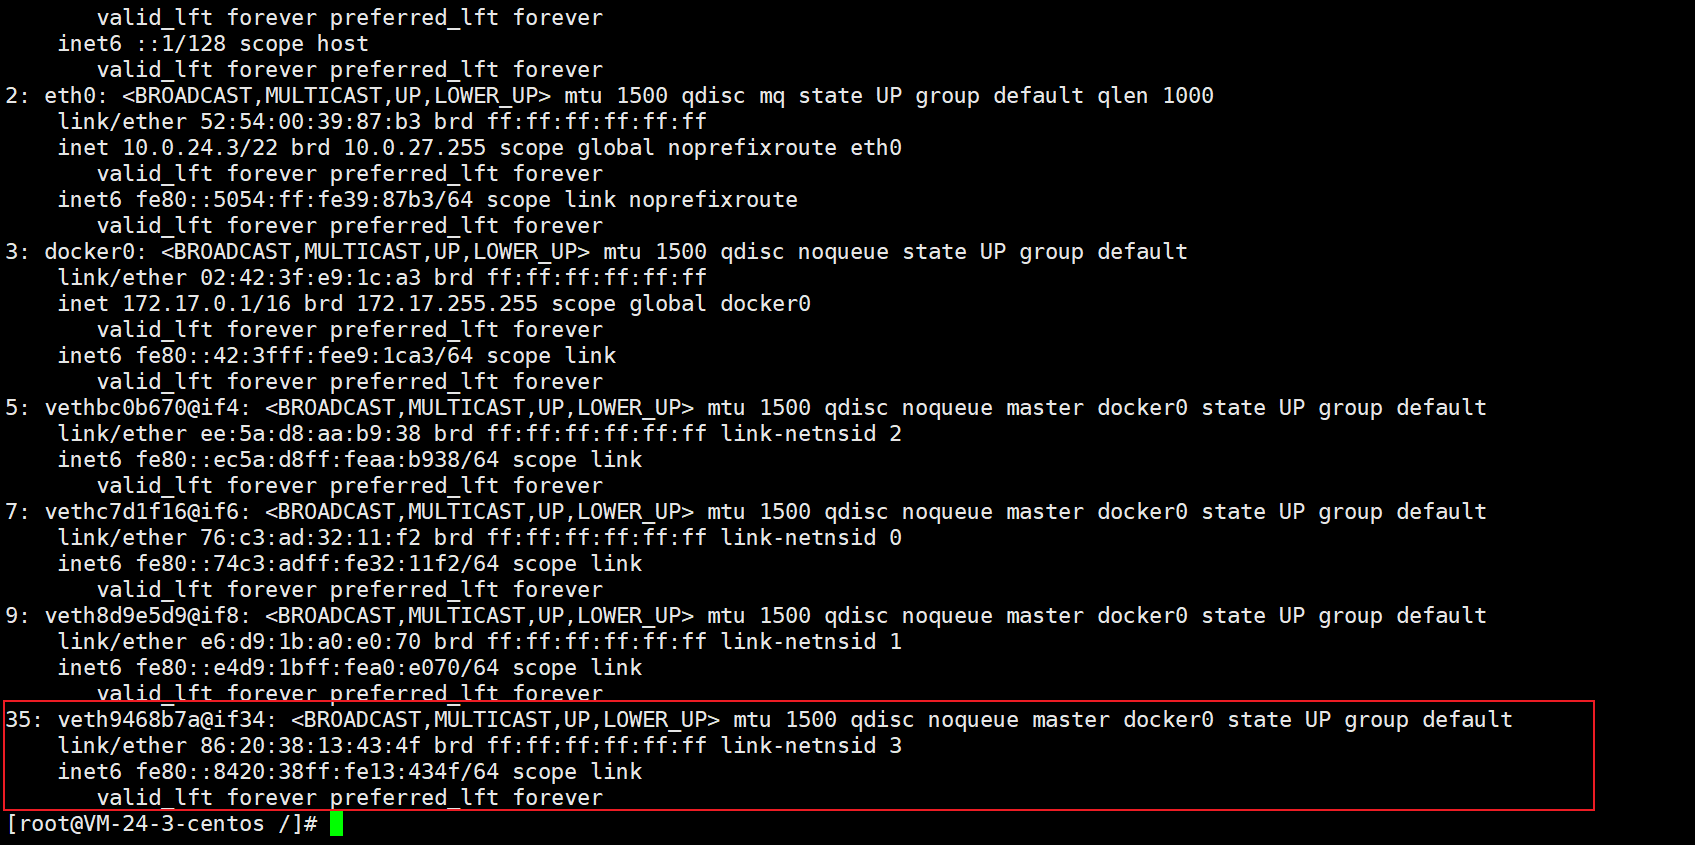 valid_lft forever preferred_lft forever
inet6 ::1/128 scope host
valid_lft forever preferred_lft forever
2: eth0: <BROADCAST,MULTICAST,UP,LOWER_UP> mtu 1500 qdisc mq state UP group default qlen 1000
link/ether 52:54:00:39:87:b3 brd ff:ff:ff:ff:ff:ff
inet 10.0.24.3/22 brd 10.0.27.255 scope global noprefixroute eth0
valid_lft forever preferred_lft forever
inet6 fe80::5054:ff:fe39:87b3/64 scope link noprefixroute
valid_lft forever preferred_lft forever
3: docker0: <BROADCAST,MULTICAST,UP,LOWER_UP> mtu 1500 qdisc noqueue state UP group default
link/ether 02:42:3f:e9:1c:a3 brd ff:ff:ff:ff:ff:ff
inet 172.17.0.1/16 brd 172.17.255.255 scope global docker0
valid_lft forever preferred_lft forever
inet6 fe80::42:3fff:fee9:1ca3/64 scope link
valid_lft forever preferred_lft forever
5: vethbc0b670@if4: <BROADCAST,MULTICAST,UP,LOWER_UP> mtu 1500 qdisc noqueue master docker0 state UP group default
link/ether ee:5a:d8:aa:b9:38 brd ff:ff:ff:ff:ff:ff link-netnsid 2
inet6 fe80::ec5a:d8ff:feaa:b938/64 scope link
valid_lft forever preferred_lft forever
7: vethc7d1f16@if6: <BROADCAST,MULTICAST,UP,LOWER_UP> mtu 1500 qdisc noqueue master docker0 state UP group default
link/ether 76:c3:ad:32:11:f2 brd ff:ff:ff:ff:ff:ff link-netnsid 0
inet6 fe80::74c3:adff:fe32:11f2/64 scope link
valid_lft forever preferred_lft forever
9: veth8d9e5d9@if8: <BROADCAST,MULTICAST,UP,LOWER_UP> mtu 1500 qdisc noqueue master docker0 state UP group default
link/ether e6:d9:1b:a0:e0:70 brd ff:ff:ff:ff:ff:ff link-netnsid 1
inet6 fe80::e4d9:1bff:fea0:e070/64 scope link
valid_lft forever preferred_lft forever
35: veth9468b7a@if34: <BROADCAST,MULTICAST,UP,LOWER_UP> mtu 1500 qdisc noqueue master docker0 state UP group default
link/ether 86:20:38:13:43:4f brd ff:ff:ff:ff:ff:ff link-netnsid 3
inet6 fe80::8420:38ff:fe13:434f/64 scope link
valid_lft forever preferred_lft forever
[root@VM-24-3-centos /]#